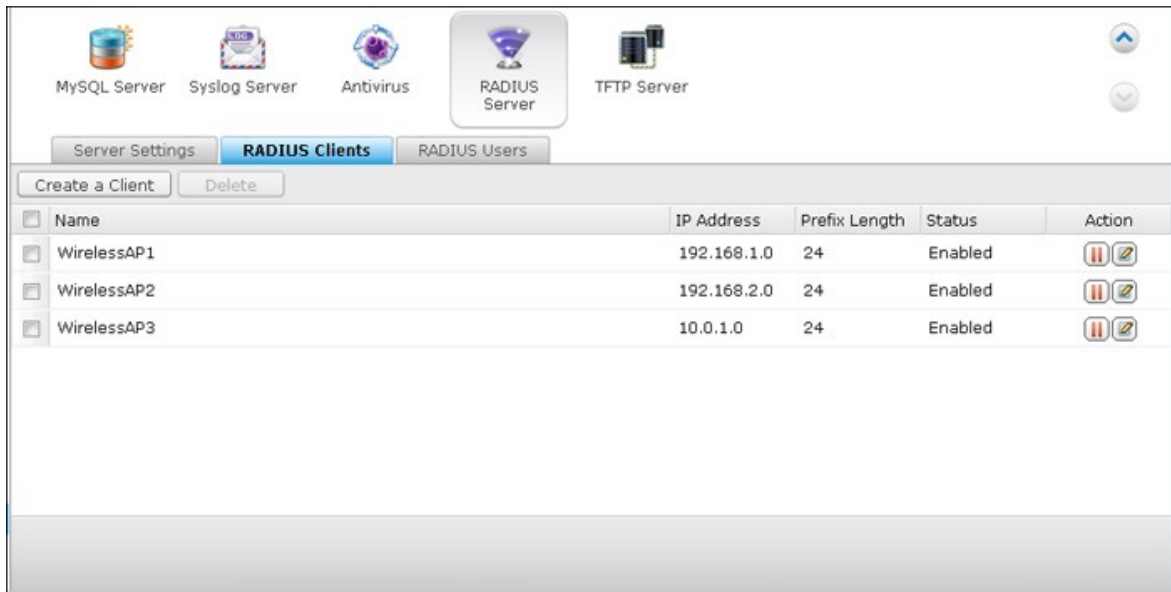 MySQL Server Syslog Server Antivirus RADIUS Server TFTP Server
Server Settings RADIUS Clients RADIUS Users
Create a Client Delete
Name IP Address Prefix Length Status Action
WirelessAP1 192.168.1.0 24 Enabled
WirelessAP2 192.168.2.0 24 Enabled
WirelessAP3 10.0.1.0 24 Enabled